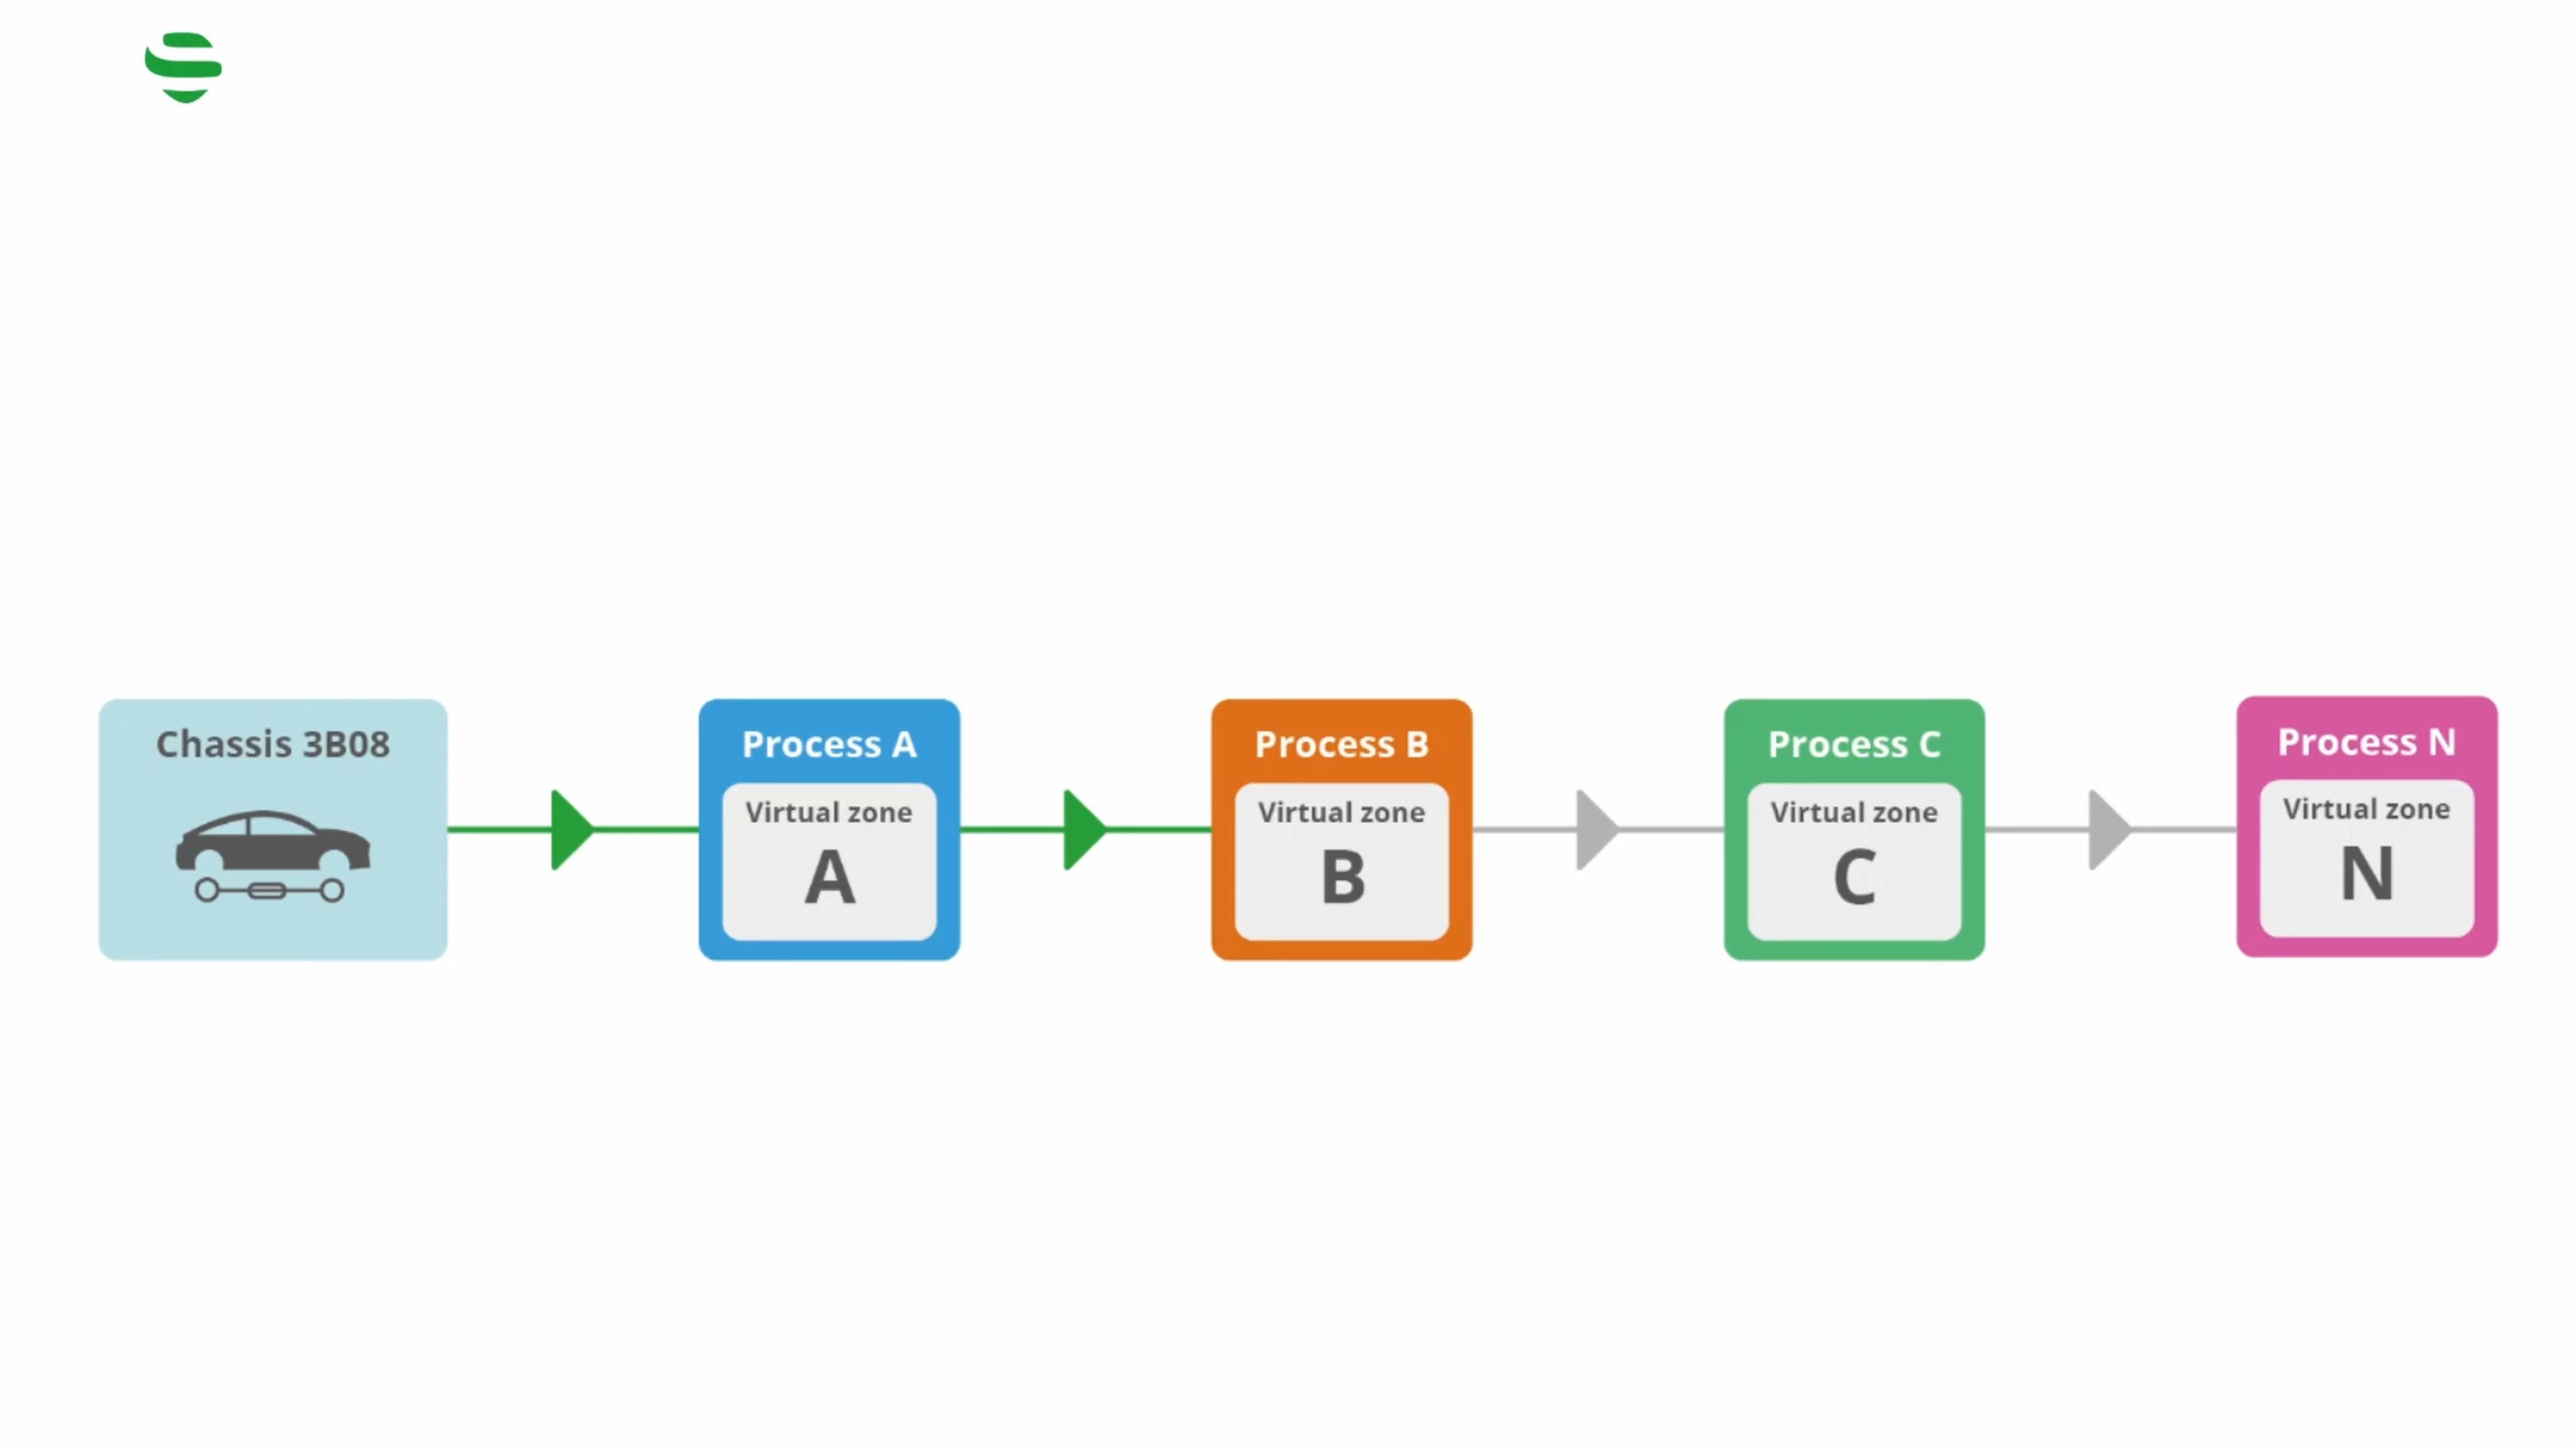 Chassis 3B08
Process A
Virtual zone
A
Process B
Virtual zone
B
Process C
Virtual zone
C
Process N
Virtual zone
N